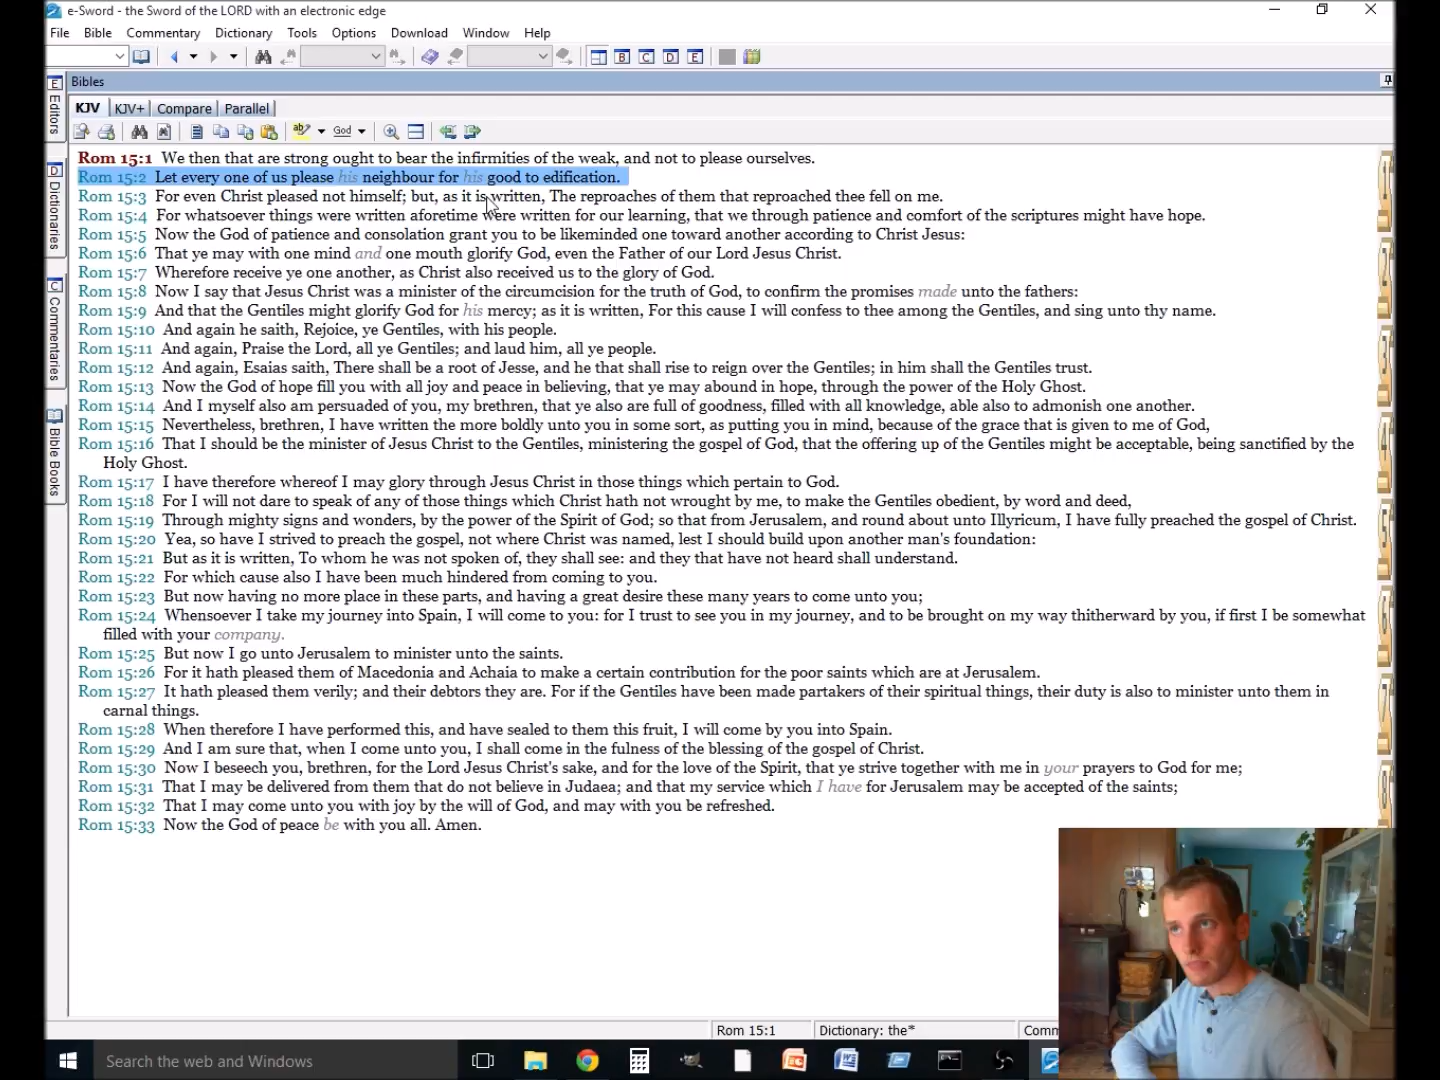 e-Sword - the Sword of the LORD with an electronic edge
File Bible Commentary Dictionary Tools Options Download Window Help
B C D E
Bibles
E Editors
D Dictionaries
C Commentaries
Bible Books
KJV KJV+ Compare Parallel
ab God
Rom 15:1 We then that are strong ought to bear the infirmities of the weak, and not to please ourselves.
Rom 15:2 Let every one of us please his neighbour for his good to edification.
Rom 15:3 For even Christ pleased not himself; but, as it is written, The reproaches of them that reproached thee fell on me.
Rom 15:4 For whatsoever things were written aforetime were written for our learning, that we through patience and comfort of the scriptures might have hope.
Rom 15:5 Now the God of patience and consolation grant you to be likeminded one toward another according to Christ Jesus:
Rom 15:6 That ye may with one mind and one mouth glorify God, even the Father of our Lord Jesus Christ.
Rom 15:7 Wherefore receive ye one another, as Christ also received us to the glory of God.
Rom 15:8 Now I say that Jesus Christ was a minister of the circumcision for the truth of God, to confirm the promises made unto the fathers:
Rom 15:9 And that the Gentiles might glorify God for his mercy; as it is written, For this cause I will confess to thee among the Gentiles, and sing unto thy name.
Rom 15:10 And again he saith, Rejoice, ye Gentiles, with his people.
Rom 15:11 And again, Praise the Lord, all ye Gentiles; and laud him, all ye people.
Rom 15:12 And again, Esaias saith, There shall be a root of Jesse, and he that shall rise to reign over the Gentiles; in him shall the Gentiles trust.
Rom 15:13 Now the God of hope fill you with all joy and peace in believing, that ye may abound in hope, through the power of the Holy Ghost.
Rom 15:14 And I myself also am persuaded of you, my brethren, that ye also are full of goodness, filled with all knowledge, able also to admonish one another.
Rom 15:15 Nevertheless, brethren, I have written the more boldly unto you in some sort, as putting you in mind, because of the grace that is given to me of God,
Rom 15:16 That I should be the minister of Jesus Christ to the Gentiles, ministering the gospel of God, that the offering up of the Gentiles might be acceptable, being sanctified by the
Holy Ghost.
Rom 15:17 I have therefore whereof I may glory through Jesus Christ in those things which pertain to God.
Rom 15:18 For I will not dare to speak of any of those things which Christ hath not wrought by me, to make the Gentiles obedient, by word and deed,
Rom 15:19 Through mighty signs and wonders, by the power of the Spirit of God; so that from Jerusalem, and round about unto Illyricum, I have fully preached the gospel of Christ.
Rom 15:20 Yea, so have I strived to preach the gospel, not where Christ was named, lest I should build upon another man's foundation:
Rom 15:21 But as it is written, To whom he was not spoken of, they shall see: and they that have not heard shall understand.
Rom 15:22 For which cause also I have been much hindered from coming to you.
Rom 15:23 But now having no more place in these parts, and having a great desire these many years to come unto you;
Rom 15:24 Whensoever I take my journey into Spain, I will come to you: for I trust to see you in my journey, and to be brought on my way thitherward by you, if first I be somewhat
filled with your company.
Rom 15:25 But now I go unto Jerusalem to minister unto the saints.
Rom 15:26 For it hath pleased them of Macedonia and Achaia to make a certain contribution for the poor saints which are at Jerusalem.
Rom 15:27 It hath pleased them verily; and their debtors they are. For if the Gentiles have been made partakers of their spiritual things, their duty is also to minister unto them in
carnal things.
Rom 15:28 When therefore I have performed this, and have sealed to them this fruit, I will come by you into Spain.
Rom 15:29 And I am sure that, when I come unto you, I shall come in the fulness of the blessing of the gospel of Christ.
Rom 15:30 Now I beseech you, brethren, for the Lord Jesus Christ's sake, and for the love of the Spirit, that ye strive together with me in your prayers to God for me;
Rom 15:31 That I may be delivered from them that do not believe in Judaea; and that my service which I have for Jerusalem may be accepted of the saints;
Rom 15:32 That I may come unto you with joy by the will of God, and may with you be refreshed.
Rom 15:33 Now the God of peace be with you all. Amen.
Rom 15:1 Dictionary: the* Comm
Search the web and Windows